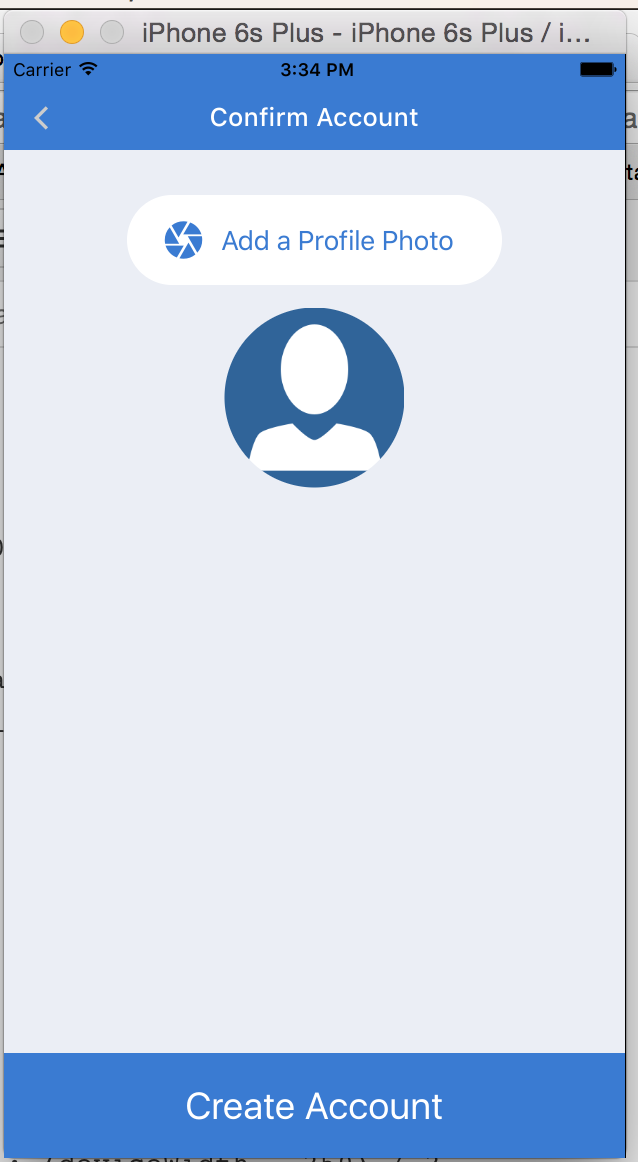 iPhone 6s Plus - iPhone 6s Plus / i...
Carrier
3:34 PM
Confirm Account
Add a Profile Photo
Create Account